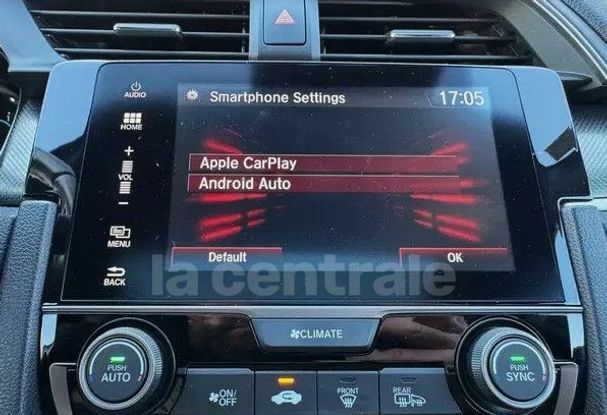 AUDIO
Smartphone Settings 17:05
HOME
+
VOL
−
Apple CarPlay
Android Auto
MENU
Default OK
BACK
la centrale
CLIMATE
PUSH AUTO
PUSH SYNC
ON/OFF
FRONT
REAR